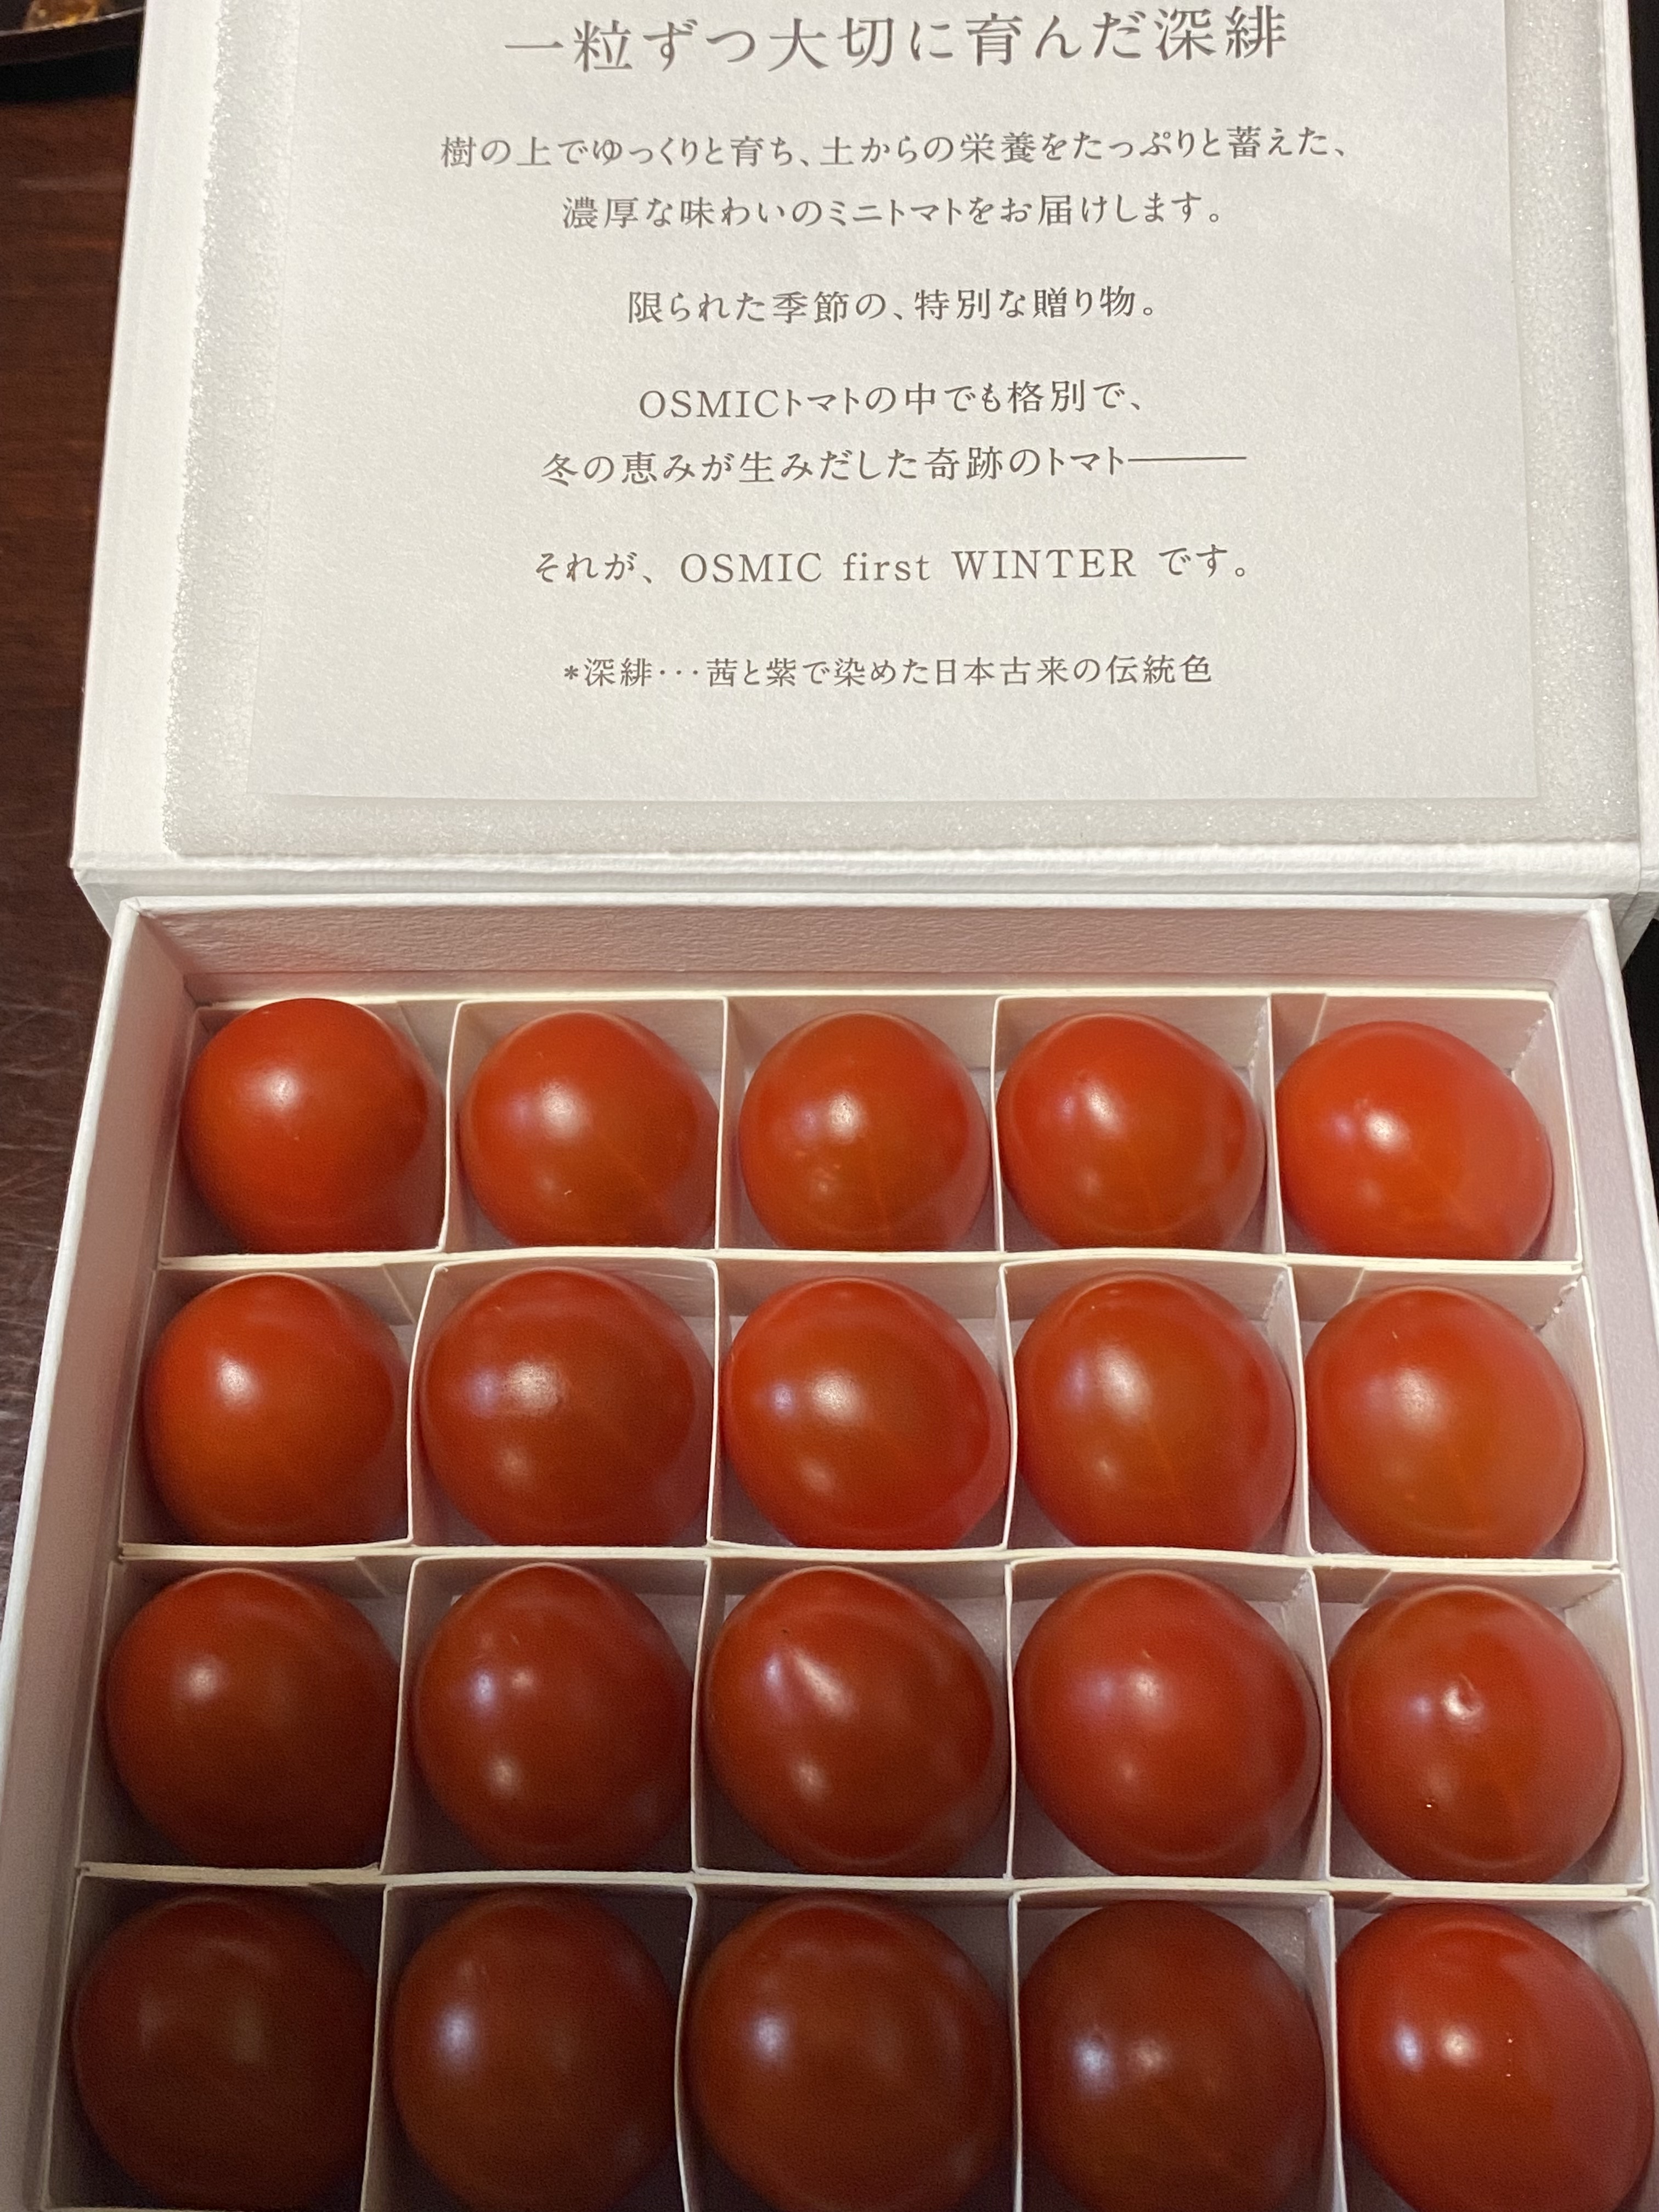 一粒ずつ大切に育んだ深緋
樹の上でゆっくりと育ち、土からの栄養をたっぷりと蓄えた、
濃厚な味わいのミニトマトをお届けします。
限られた季節の、特別な贈り物。
OSMICトマトの中でも格別で、
冬の恵みが生みだした奇跡のトマト―――
それが、OSMIC first WINTER です。
*深緋･･･茜と紫で染めた日本古来の伝統色